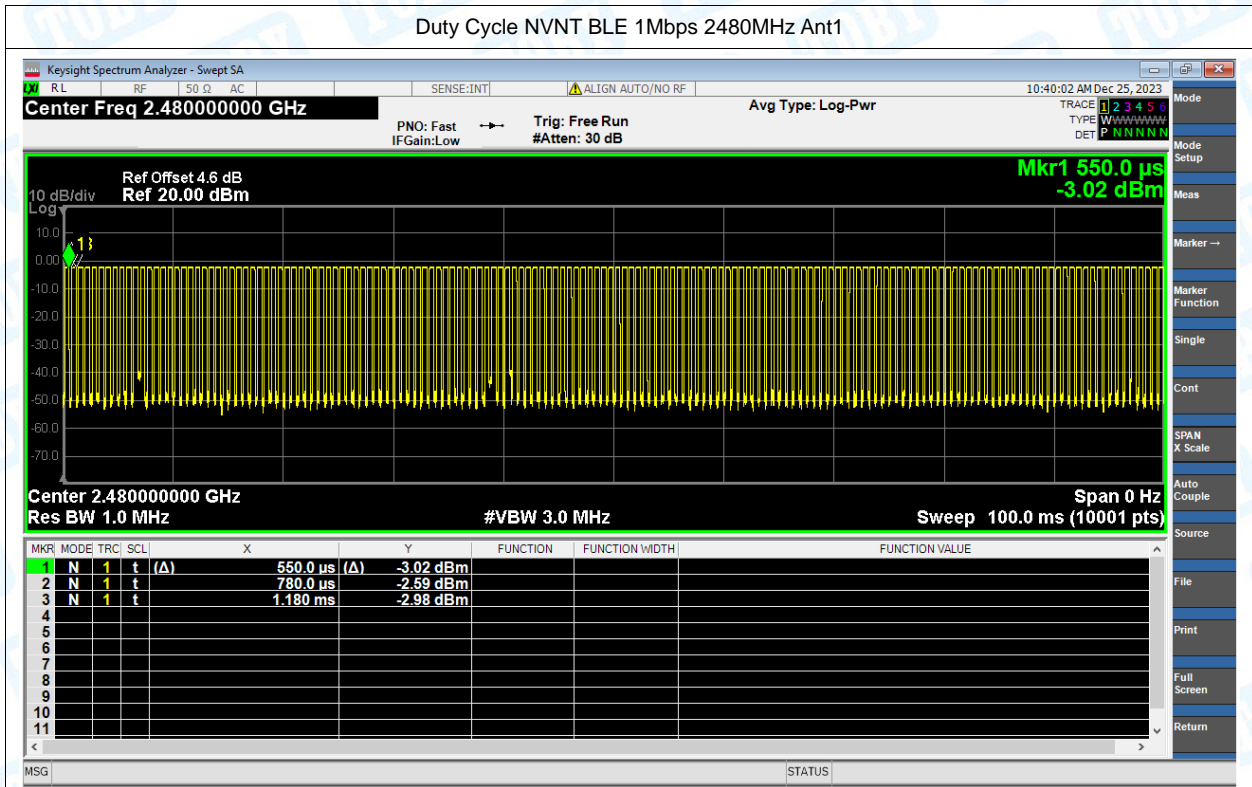 Duty Cycle NVNT BLE 1Mbps 2480MHz Ant1
Keysight Spectrum Analyzer - Swept SA
LXI RL RF 50 Ω AC SENSE:INT ALIGN AUTO/NO RF 10:40:02 AM Dec 25, 2023
Center Freq 2.480000000 GHz
Avg Type: Log-Pwr
TRACE 1 2 3 4 5 6
TYPE WWWWWWW
DET P N N N N N
PNO: Fast
IFGain:Low
Trig: Free Run
#Atten: 30 dB
Mkr1 550.0 µs
-3.02 dBm
Ref Offset 4.6 dB
10 dB/div Ref 20.00 dBm
Log
10.0
0.00
-10.0
-20.0
-30.0
-40.0
-50.0
-60.0
-70.0
1
3
Center 2.480000000 GHz Span 0 Hz
Res BW 1.0 MHz #VBW 3.0 MHz Sweep 100.0 ms (10001 pts)
MKR MODE TRC SCL X Y FUNCTION FUNCTION WIDTH FUNCTION VALUE
1 N 1 t (Δ) 550.0 µs (Δ) -3.02 dBm
2 N 1 t 780.0 µs -2.59 dBm
3 N 1 t 1.180 ms -2.98 dBm
4
5
6
7
8
9
10
11
MSG STATUS
Mode
Mode Setup
Meas
Marker →
Marker Function
Single
Cont
SPAN X Scale
Auto Couple
Source
File
Print
Full Screen
Return
TOBY